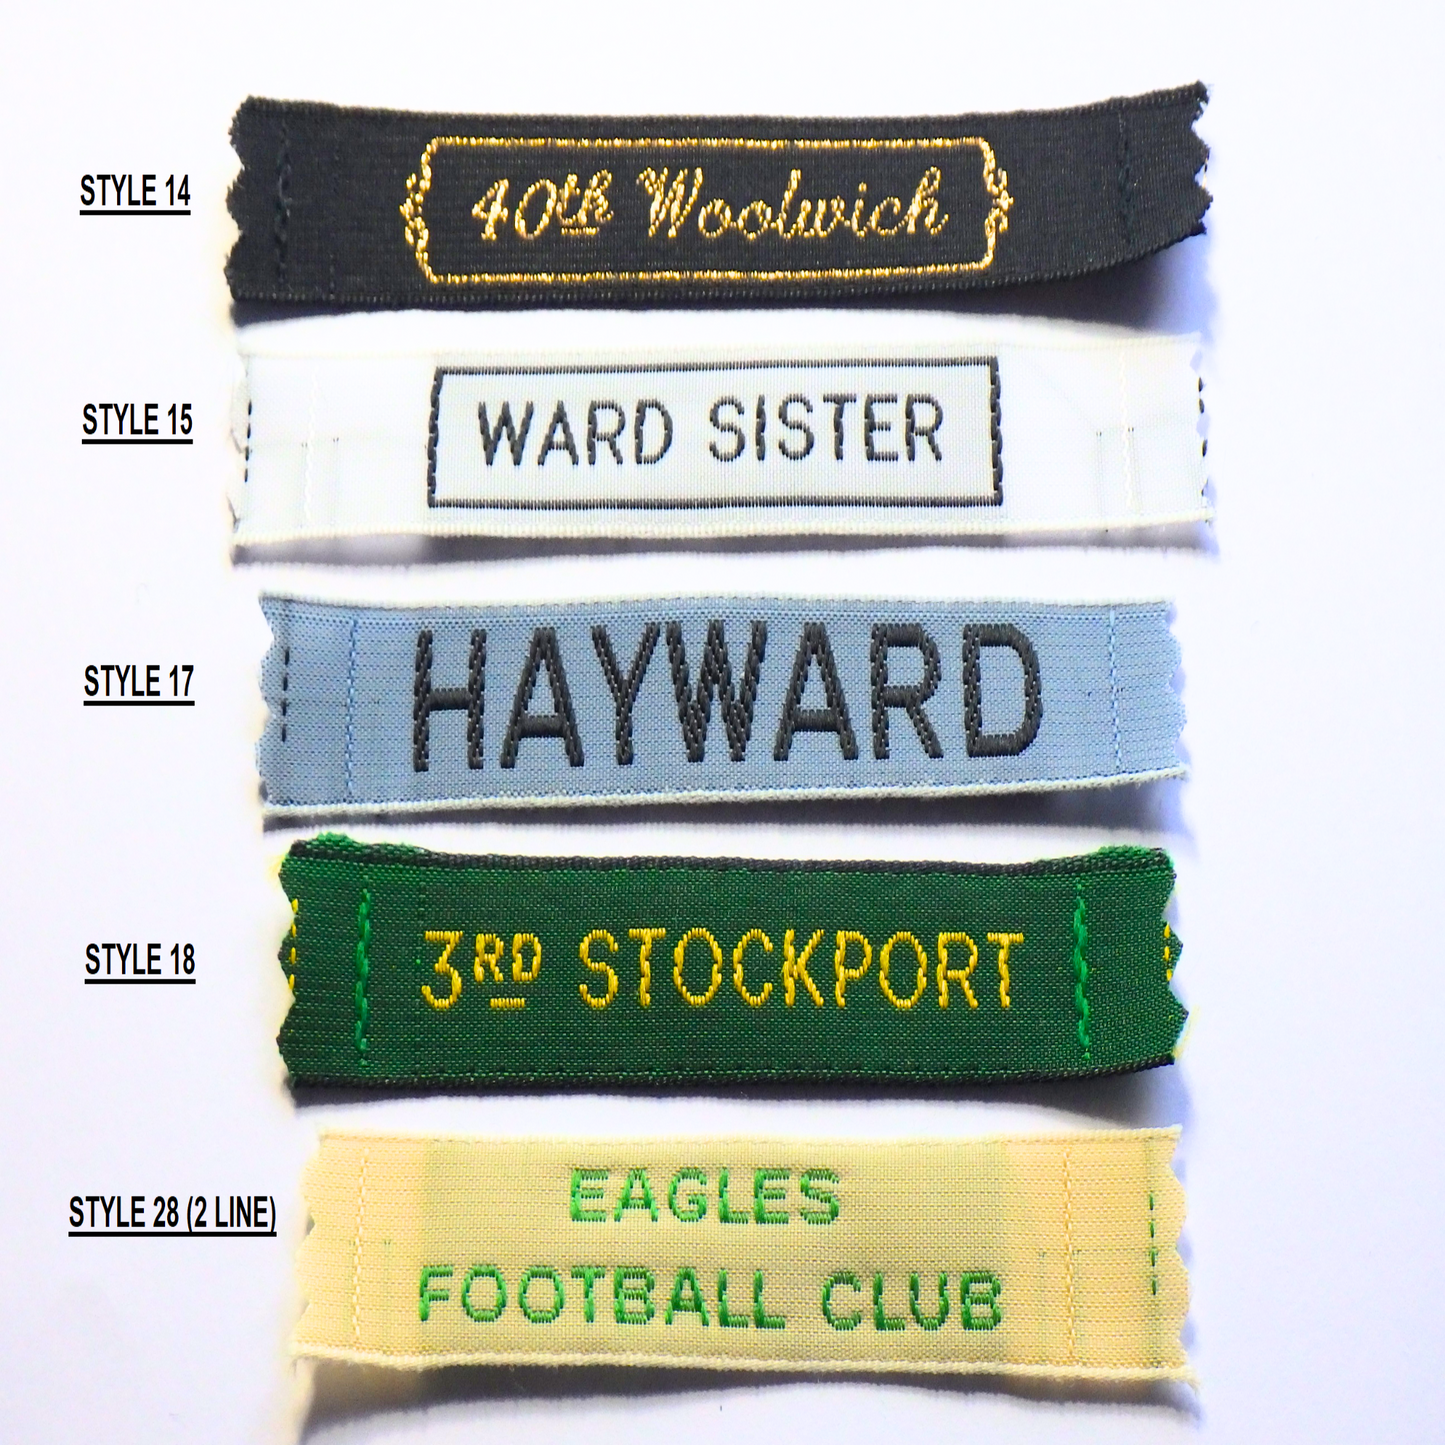 STYLE 14
40th Woolwich
STYLE 15
WARD SISTER
STYLE 17
HAYWARD
STYLE 18
3RD STOCKPORT
STYLE 28 (2 LINE)
EAGLES
FOOTBALL CLUB